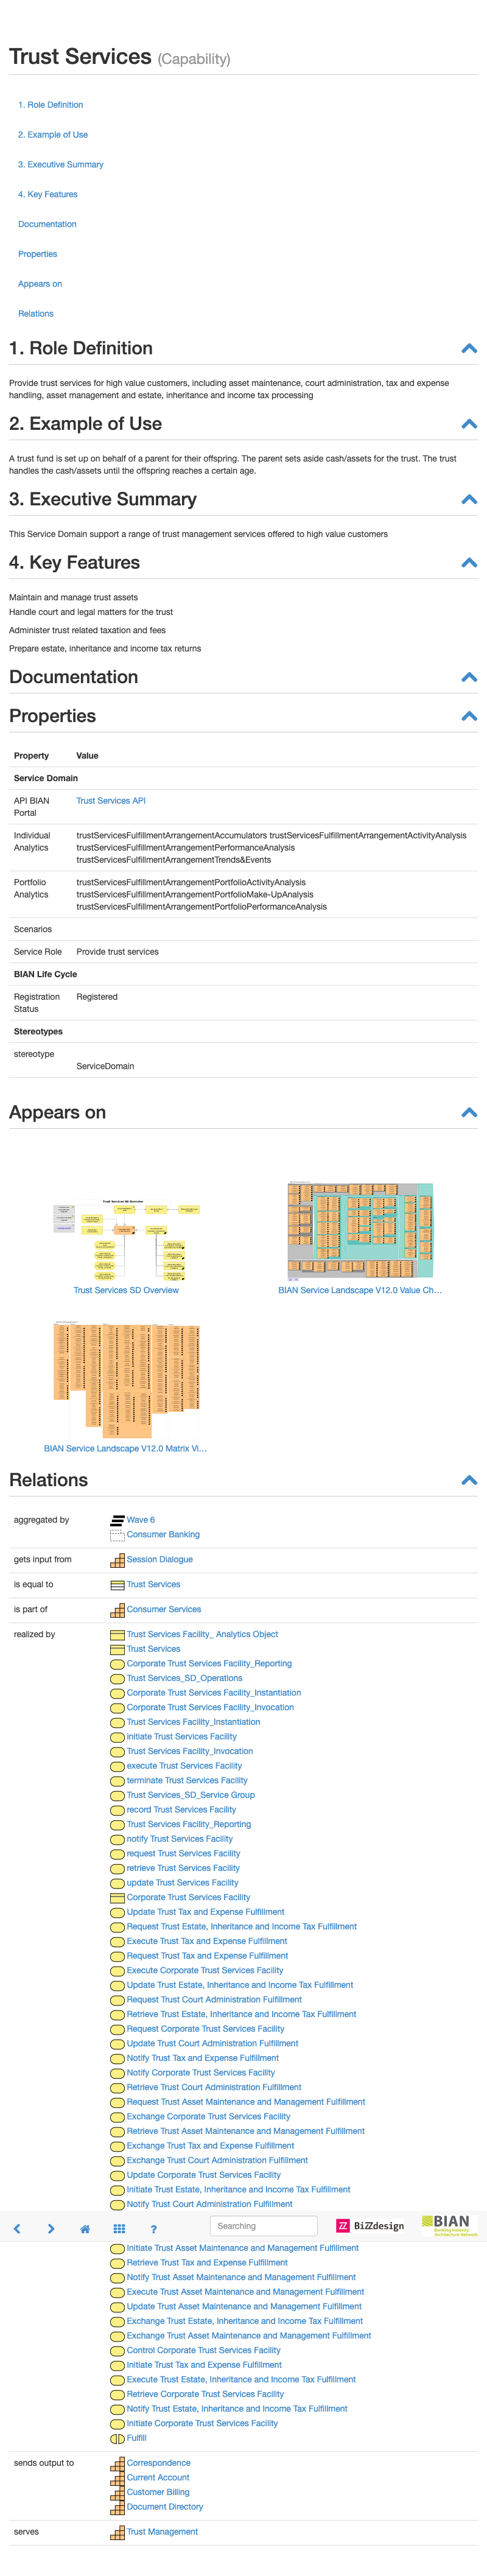 Trust Services (Capability)
1. Role Definition
2. Example of Use
3. Executive Summary
4. Key Features
Documentation
Properties
Appears on
Relations
1. Role Definition
Provide trust services for high value customers, including asset maintenance, court administration, tax and expense
handling, asset management and estate, inheritance and income tax processing
2. Example of Use
A trust fund is set up on behalf of a parent for their offspring. The parent sets aside cash/assets for the trust. The trust
handles the cash/assets until the offspring reaches a certain age.
3. Executive Summary
This Service Domain support a range of trust management services offered to high value customers
4. Key Features
Maintain and manage trust assets
Handle court and legal matters for the trust
Administer trust related taxation and fees
Prepare estate, inheritance and income tax returns
Documentation
Properties
Property Value
Service Domain
API BIAN Trust Services API
Portal
Individual trustServicesFulfillmentArrangementAccumulators trustServicesFulfillmentArrangementActivityAnalysis
Analytics trustServicesFulfillmentArrangementPerformanceAnalysis
trustServicesFulfillmentArrangementTrends&Events
Portfolio trustServicesFulfillmentArrangementPortfolioActivityAnalysis
Analytics trustServicesFulfillmentArrangementPortfolioMake-UpAnalysis
trustServicesFulfillmentArrangementPortfolioPerformanceAnalysis
Scenarios
Service Role Provide trust services
BIAN Life Cycle
Registration Registered
Status
Stereotypes
stereotype
ServiceDomain
Appears on
Trust Services SD Overview
Trust Services SD Overview
BIAN Service Landscape V12.0 Value Ch...
BIAN Service Landscape V12.0 Matrix Vi...
Relations
aggregated by Wave 6
Consumer Banking
gets input from Session Dialogue
is equal to Trust Services
is part of Consumer Services
realized by Trust Services Facility_ Analytics Object
Trust Services
Corporate Trust Services Facility_Reporting
Trust Services_SD_Operations
Corporate Trust Services Facility_Instantiation
Corporate Trust Services Facility_Invocation
Trust Services Facility_Instantiation
initiate Trust Services Facility
Trust Services Facility_Invocation
execute Trust Services Facility
terminate Trust Services Facility
Trust Services_SD_Service Group
record Trust Services Facility
Trust Services Facility_Reporting
notify Trust Services Facility
request Trust Services Facility
retrieve Trust Services Facility
update Trust Services Facility
Corporate Trust Services Facility
Update Trust Tax and Expense Fulfillment
Request Trust Estate, Inheritance and Income Tax Fulfillment
Execute Trust Tax and Expense Fulfillment
Request Trust Tax and Expense Fulfillment
Execute Corporate Trust Services Facility
Update Trust Estate, Inheritance and Income Tax Fulfillment
Request Trust Court Administration Fulfillment
Retrieve Trust Estate, Inheritance and Income Tax Fulfillment
Request Corporate Trust Services Facility
Update Trust Court Administration Fulfillment
Notify Trust Tax and Expense Fulfillment
Notify Corporate Trust Services Facility
Retrieve Trust Court Administration Fulfillment
Request Trust Asset Maintenance and Management Fulfillment
Exchange Corporate Trust Services Facility
Retrieve Trust Asset Maintenance and Management Fulfillment
Exchange Trust Tax and Expense Fulfillment
Exchange Trust Court Administration Fulfillment
Update Corporate Trust Services Facility
Initiate Trust Estate, Inheritance and Income Tax Fulfillment
Notify Trust Court Administration Fulfillment
? Searching BiZZdesign BIAN
Banking Industry
Architecture Network
Initiate Trust Asset Maintenance and Management Fulfillment
Retrieve Trust Tax and Expense Fulfillment
Notify Trust Asset Maintenance and Management Fulfillment
Execute Trust Asset Maintenance and Management Fulfillment
Update Trust Asset Maintenance and Management Fulfillment
Exchange Trust Estate, Inheritance and Income Tax Fulfillment
Exchange Trust Asset Maintenance and Management Fulfillment
Control Corporate Trust Services Facility
Initiate Trust Tax and Expense Fulfillment
Execute Trust Estate, Inheritance and Income Tax Fulfillment
Retrieve Corporate Trust Services Facility
Notify Trust Estate, Inheritance and Income Tax Fulfillment
Initiate Corporate Trust Services Facility
Fulfill
sends output to Correspondence
Current Account
Customer Billing
Document Directory
serves Trust Management